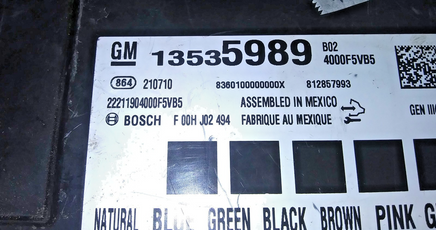 GM 13535989 B02
4000F5VB5
864 210710 8360100000000X 812857993
22211904000F5VB5 ASSEMBLED IN MEXICO
BOSCH F 00H J02 494 FABRIQUE AU MEXIQUE GEN III
NATURAL BLUE GREEN BLACK BROWN PINK G